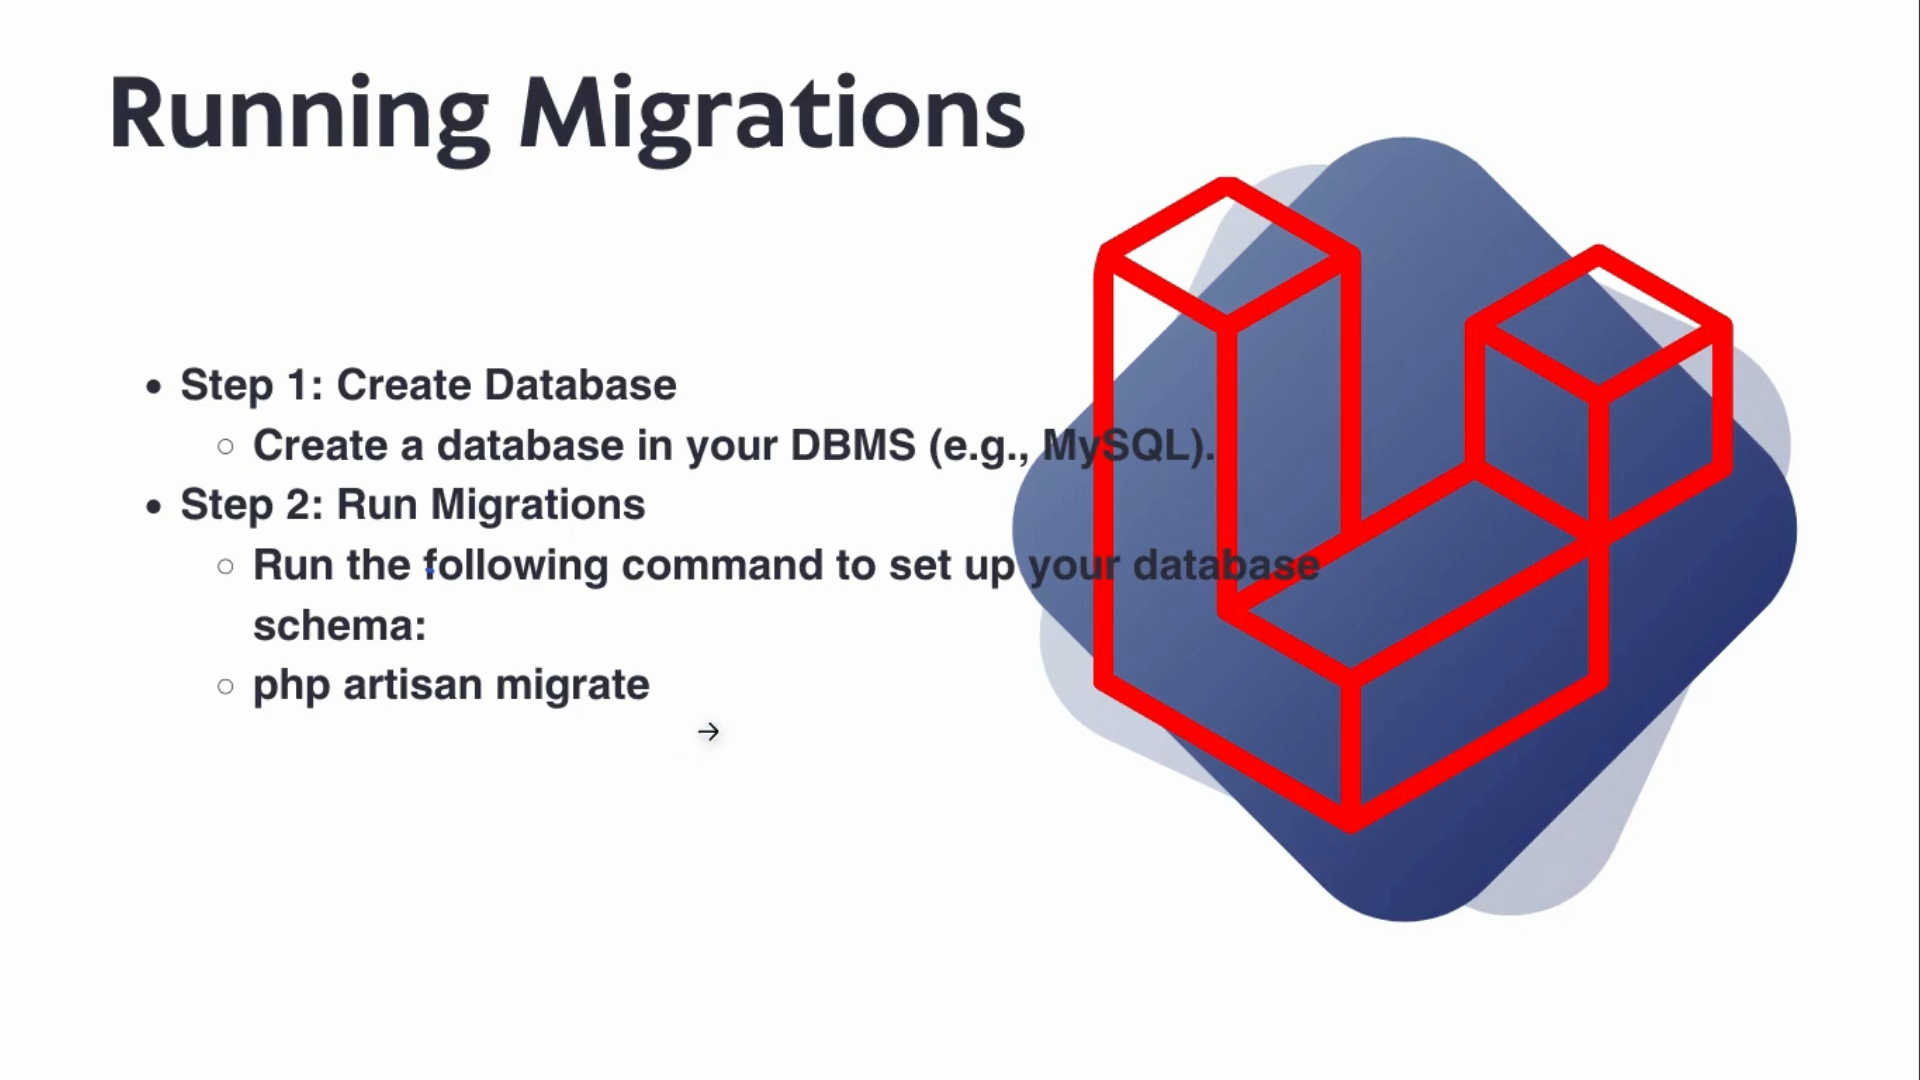 Running Migrations
Step 1: Create Database
Create a database in your DBMS (e.g., MySQL).
Step 2: Run Migrations
Run the following command to set up your database
schema:
php artisan migrate